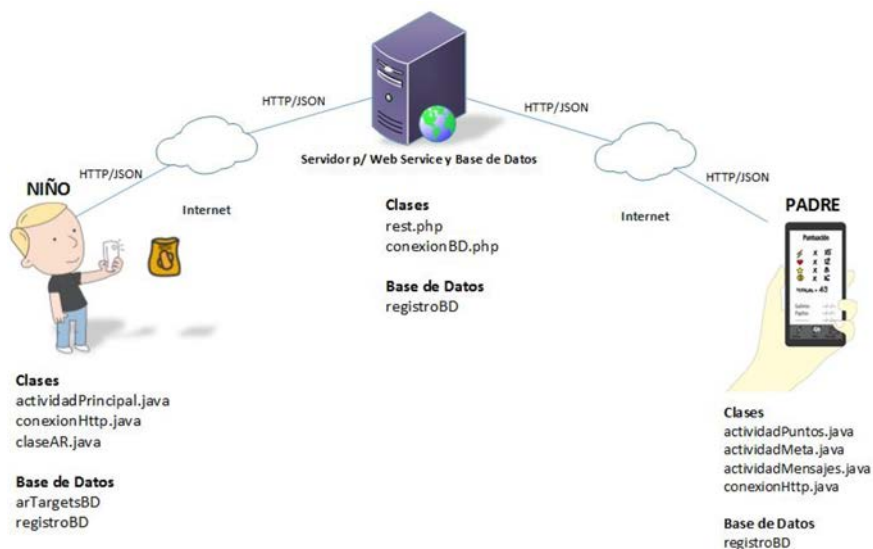 HTTP/JSON
HTTP/JSON
Servidor p/ Web Service y Base de Datos
HTTP/JSON
HTTP/JSON
NIÑO
Internet
Clases
rest.php
conexionBD.php
Base de Datos
registroBD
Internet
PADRE
Puntuación
X
X
X
X
TOTAL = 43
Clases
actividadPrincipal.java
conexionHttp.java
claseAR.java
Base de Datos
arTargetsBD
registroBD
Clases
actividadPuntos.java
actividadMeta.java
actividadMensajes.java
conexionHttp.java
Base de Datos
registroBD